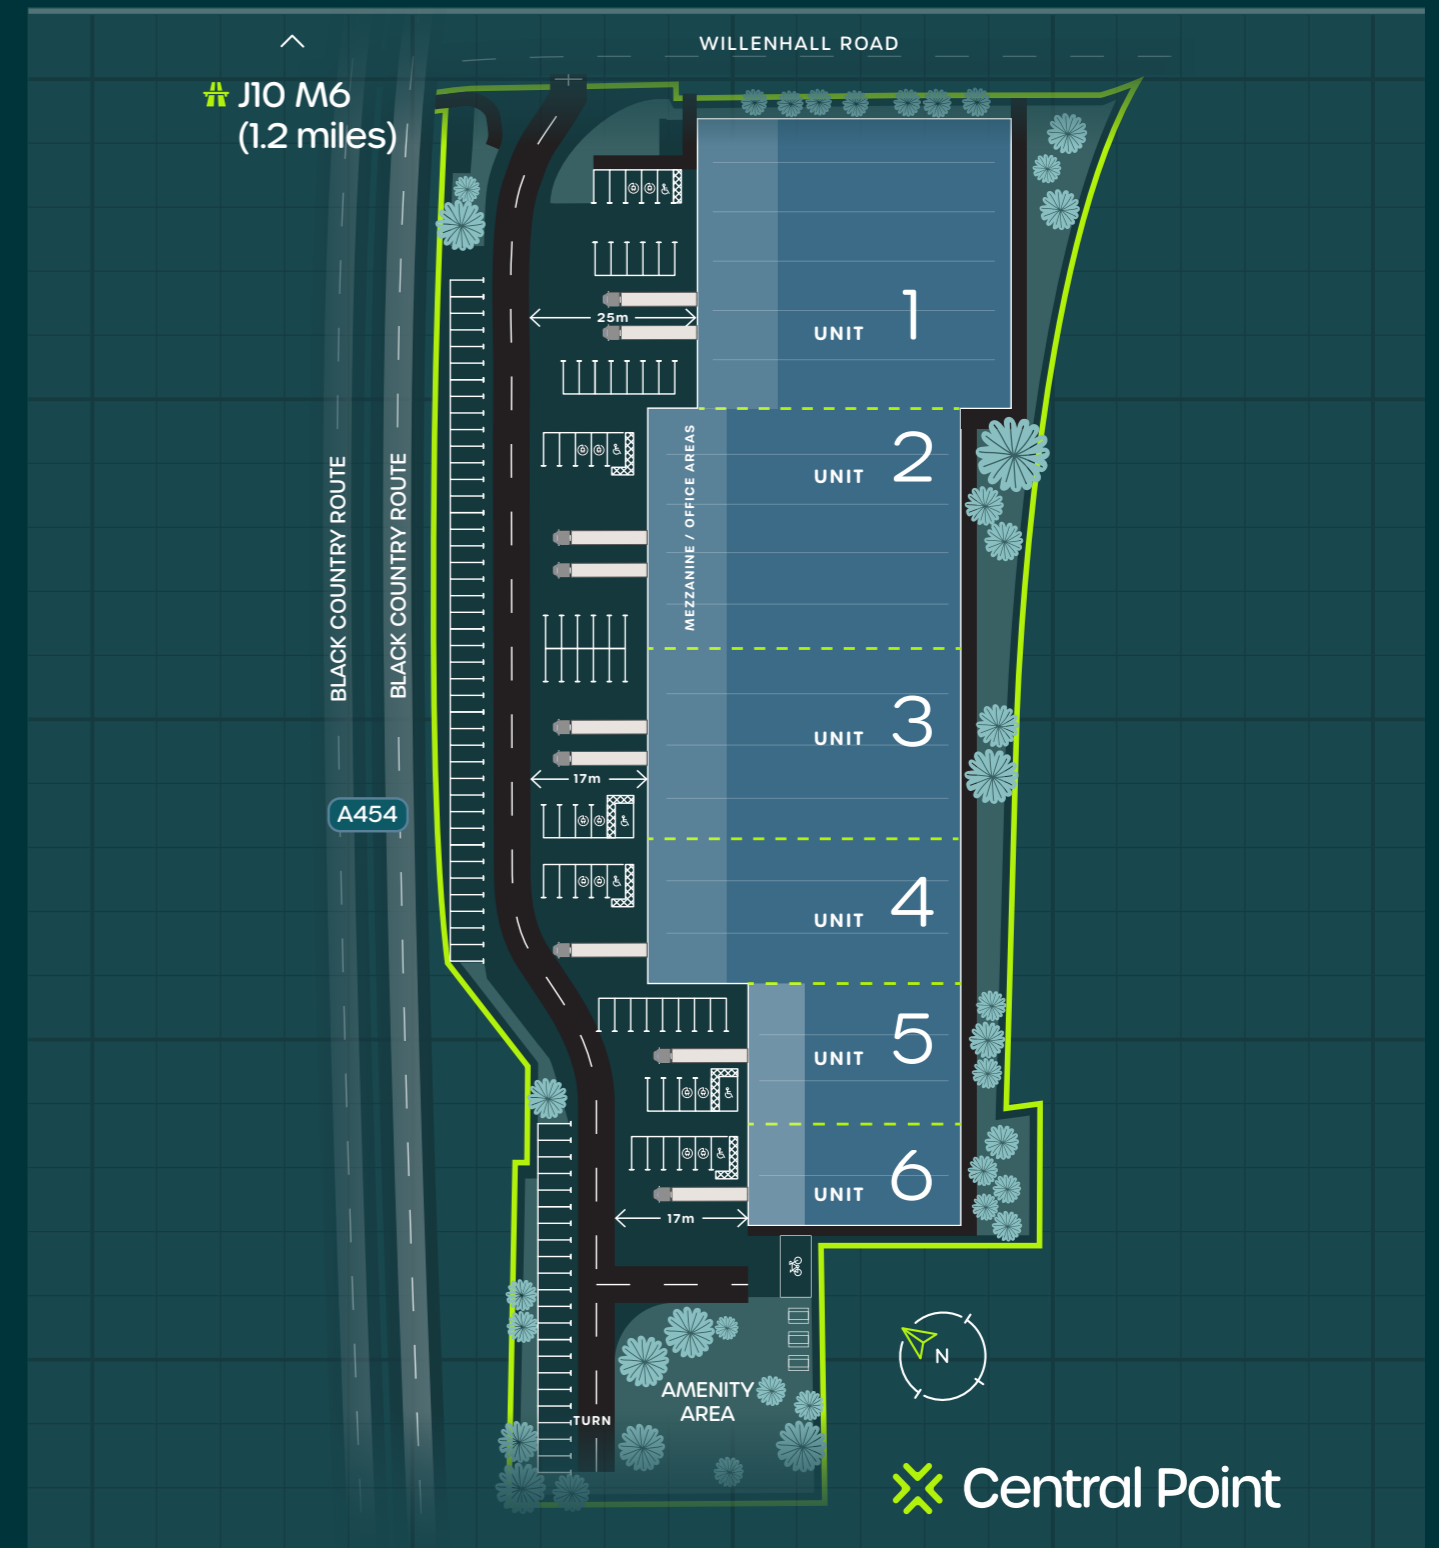 WILLENHALL ROAD
J10 M6
(1.2 miles)
25m
UNIT 1
UNIT 2
MEZZANINE / OFFICE AREAS
BLACK COUNTRY ROUTE
BLACK COUNTRY ROUTE
UNIT 3
17m
A454
UNIT 4
UNIT 5
UNIT 6
17m
N
AMENITY
AREA
TURN
Central Point